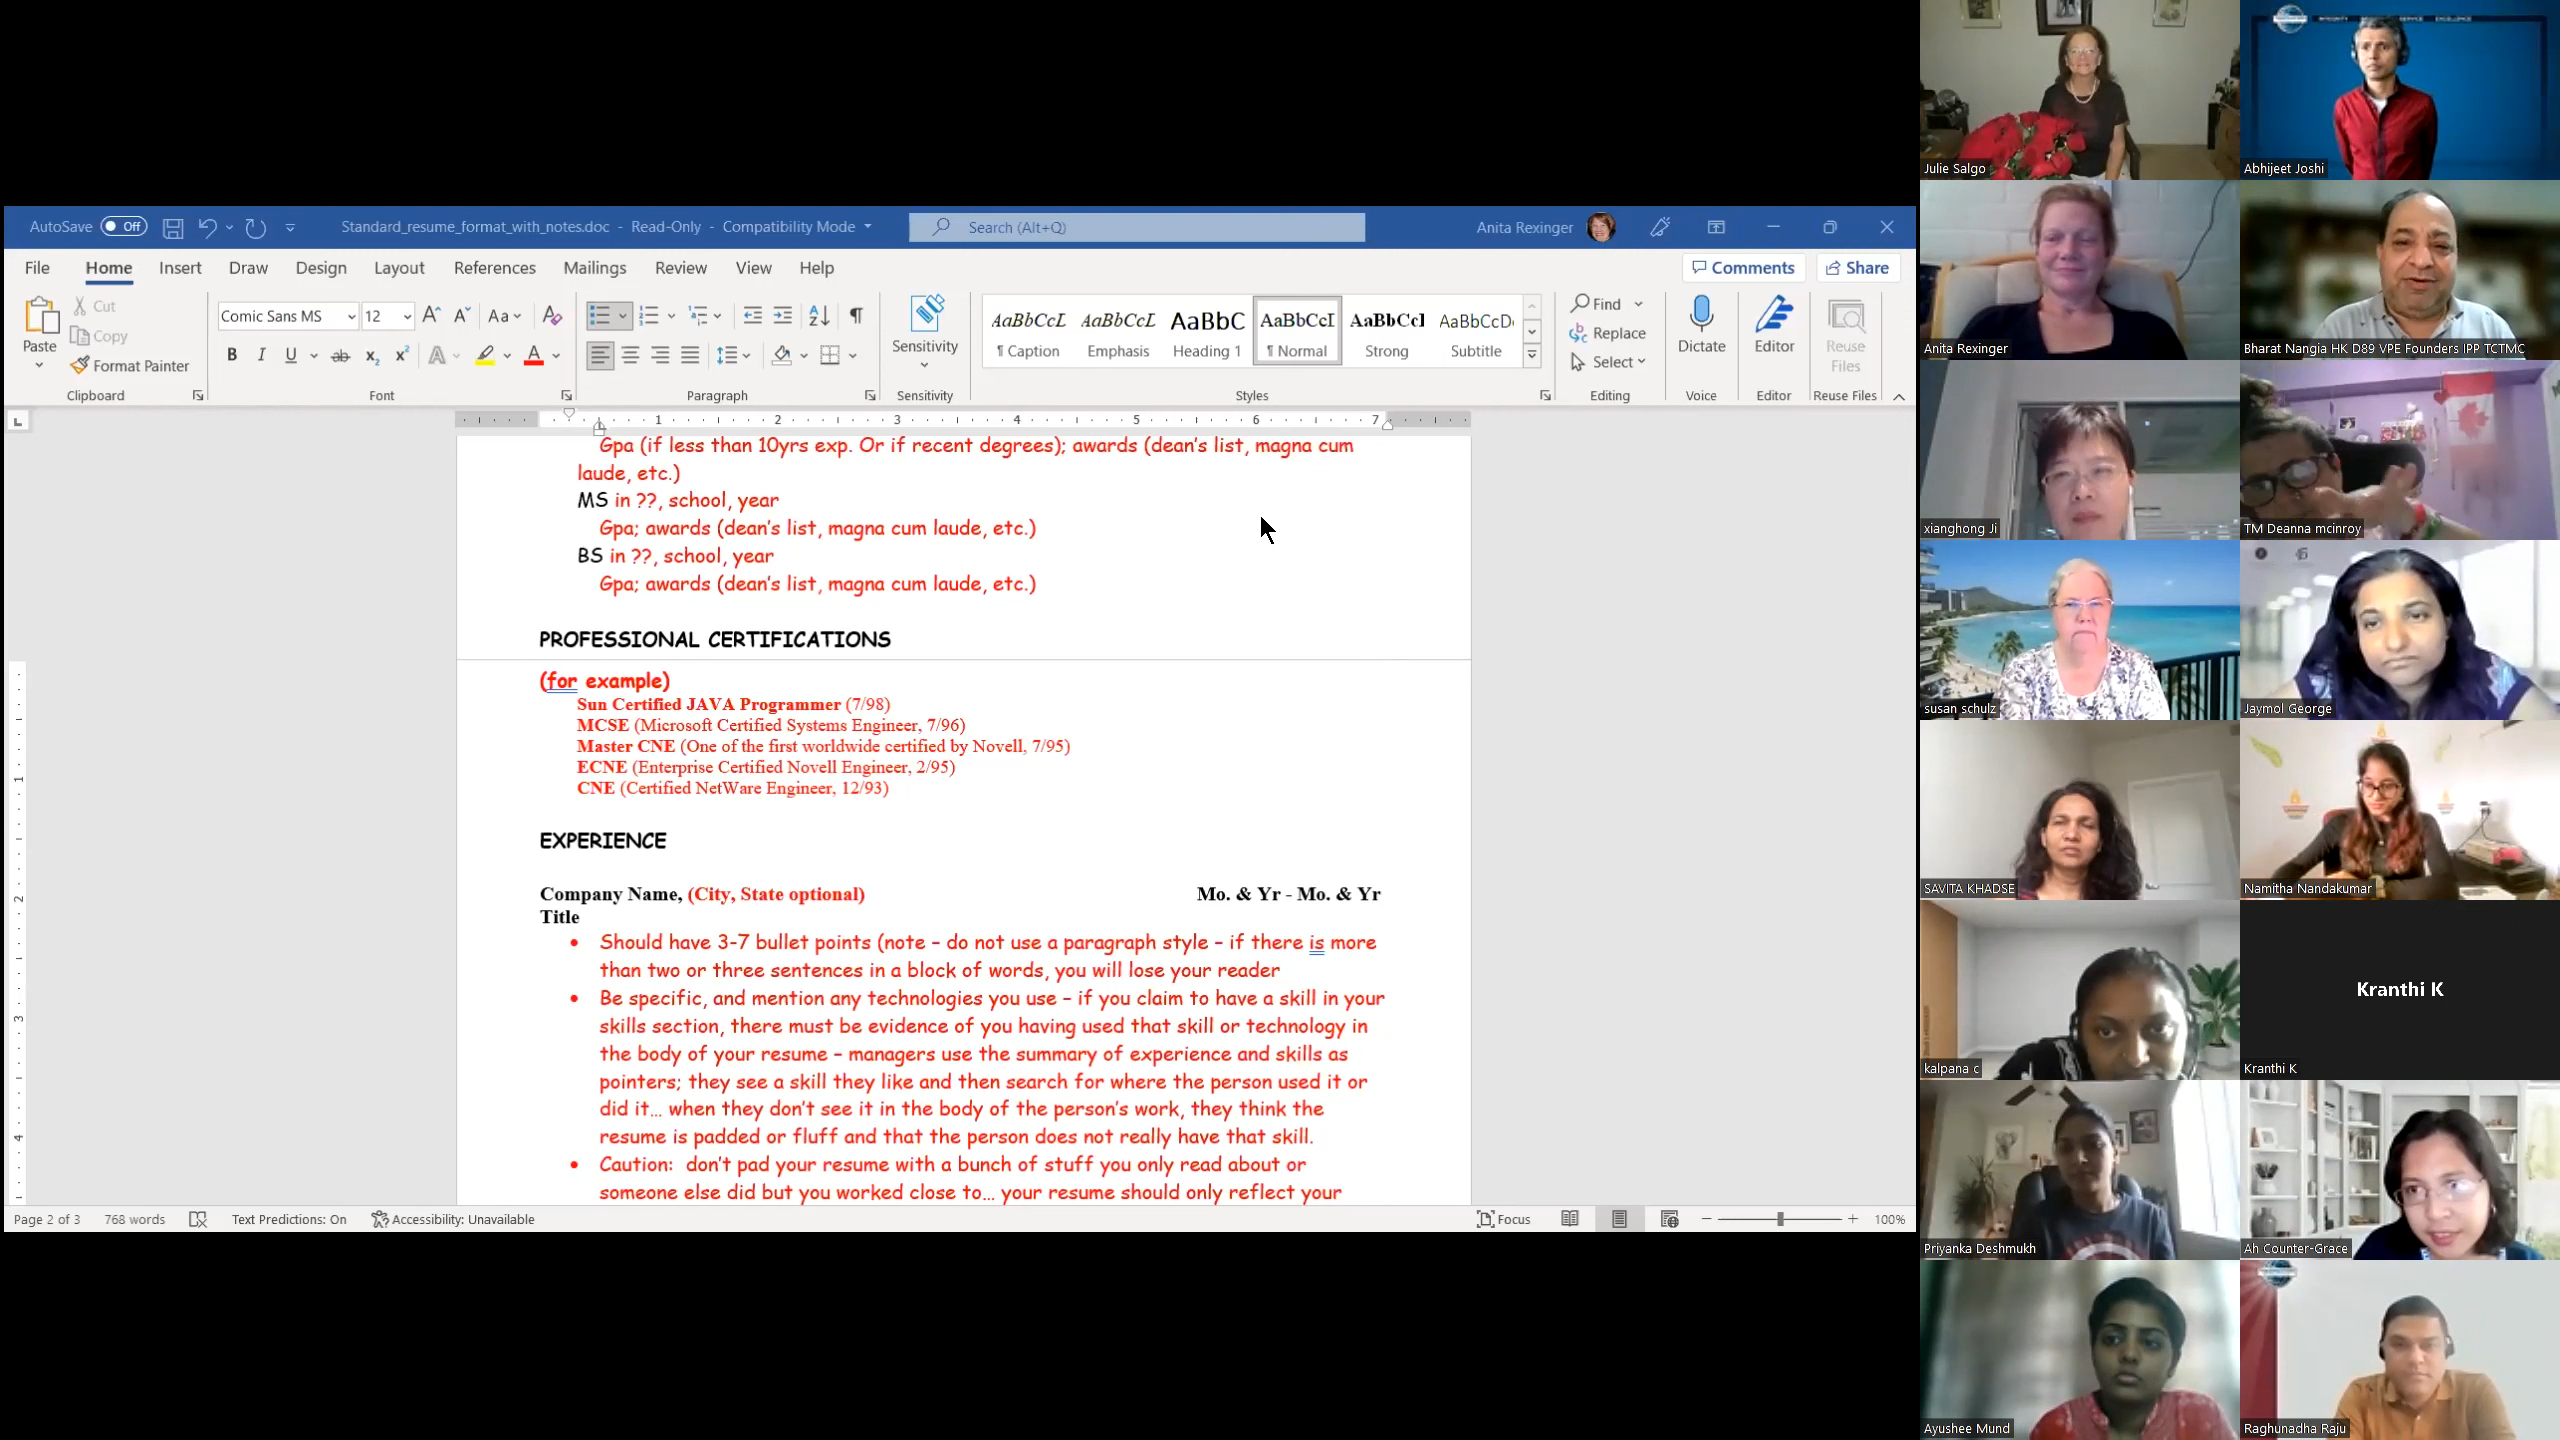 AutoSave Off Standard_resume_format_with_notes.doc - Read-Only - Compatibility Mode Search (Alt+Q) Anita Rexinger
File Home Insert Draw Design Layout References Mailings Review View Help Comments Share
Paste Cut Copy Format Painter Clipboard
Comic Sans MS 12 Font
Paragraph
Sensitivity Sensitivity
AaBbCcL ¶ Caption
AaBbCcL Emphasis
AaBbC Heading 1
AaBbCcI ¶ Normal
AaBbCcI Strong
AaBbCcD Subtitle
Styles
Find Replace Select Editing
Dictate Voice
Editor Editor
Reuse Files Reuse Files
1 2 3 4 5 6 7
Gpa (if less than 10yrs exp. Or if recent degrees); awards (dean's list, magna cum
laude, etc.)
MS in ??, school, year
Gpa; awards (dean's list, magna cum laude, etc.)
BS in ??, school, year
Gpa; awards (dean's list, magna cum laude, etc.)
PROFESSIONAL CERTIFICATIONS
(for example)
Sun Certified JAVA Programmer (7/98)
MCSE (Microsoft Certified Systems Engineer, 7/96)
Master CNE (One of the first worldwide certified by Novell, 7/95)
ECNE (Enterprise Certified Novell Engineer, 2/95)
CNE (Certified NetWare Engineer, 12/93)
EXPERIENCE
Company Name, (City, State optional) Mo. & Yr - Mo. & Yr
Title
• Should have 3-7 bullet points (note – do not use a paragraph style – if there is more
than two or three sentences in a block of words, you will lose your reader
• Be specific, and mention any technologies you use – if you claim to have a skill in your
skills section, there must be evidence of you having used that skill or technology in
the body of your resume – managers use the summary of experience and skills as
pointers; they see a skill they like and then search for where the person used it or
did it… when they don't see it in the body of the person's work, they think the
resume is padded or fluff and that the person does not really have that skill.
• Caution: don't pad your resume with a bunch of stuff you only read about or
someone else did but you worked close to… your resume should only reflect your
1
2
3
4
Page 2 of 3 768 words Text Predictions: On Accessibility: Unavailable Focus 100%
Julie Salgo
Abhijeet Joshi
Anita Rexinger
Bharat Nangia HK D89 VPE Founders IPP TCTMC
xianghong Ji
TM Deanna mcinroy
susan schulz
Jaymol George
SAVITA KHADSE
Namitha Nandakumar
kalpana c
Kranthi K
Kranthi K
Priyanka Deshmukh
Ah Counter-Grace
Ayushee Mund
Raghunadha Raju